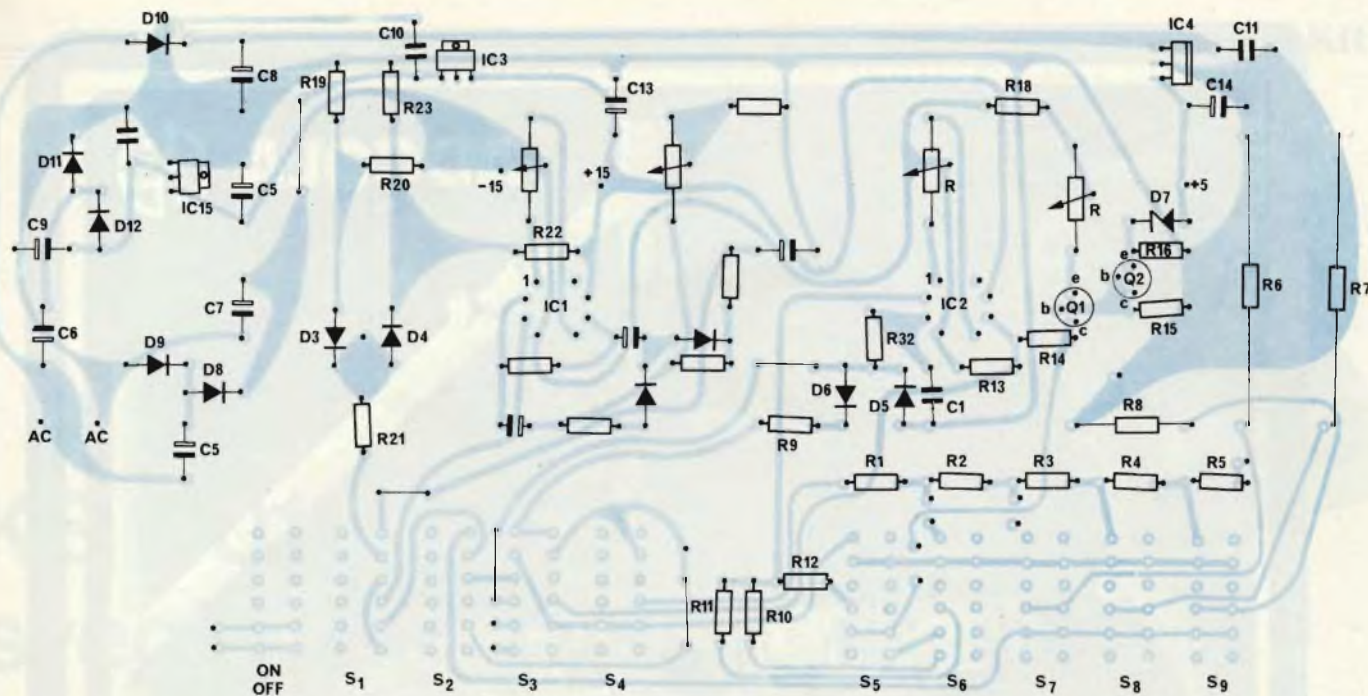 D10
C10
IC3
IC4
C11
C8
R19
R23
C13
R18
C14
D11
IC15
C5
R20
-15
+15
R
D7
+5
C9
D12
R22
R
e
R16
b
Q2
R6
R7
1
IC1
1
IC2
e
b
Q1
c
c
R15
C6
C7
D3
D4
R32
R14
D9
D8
D6
D5
C1
R13
AC
AC
C5
R21
R9
R8
R1
R2
R3
R4
R5
R12
R11
R10
ON
OFF
S1
S2
S3
S4
S5
S6
S7
S8
S9